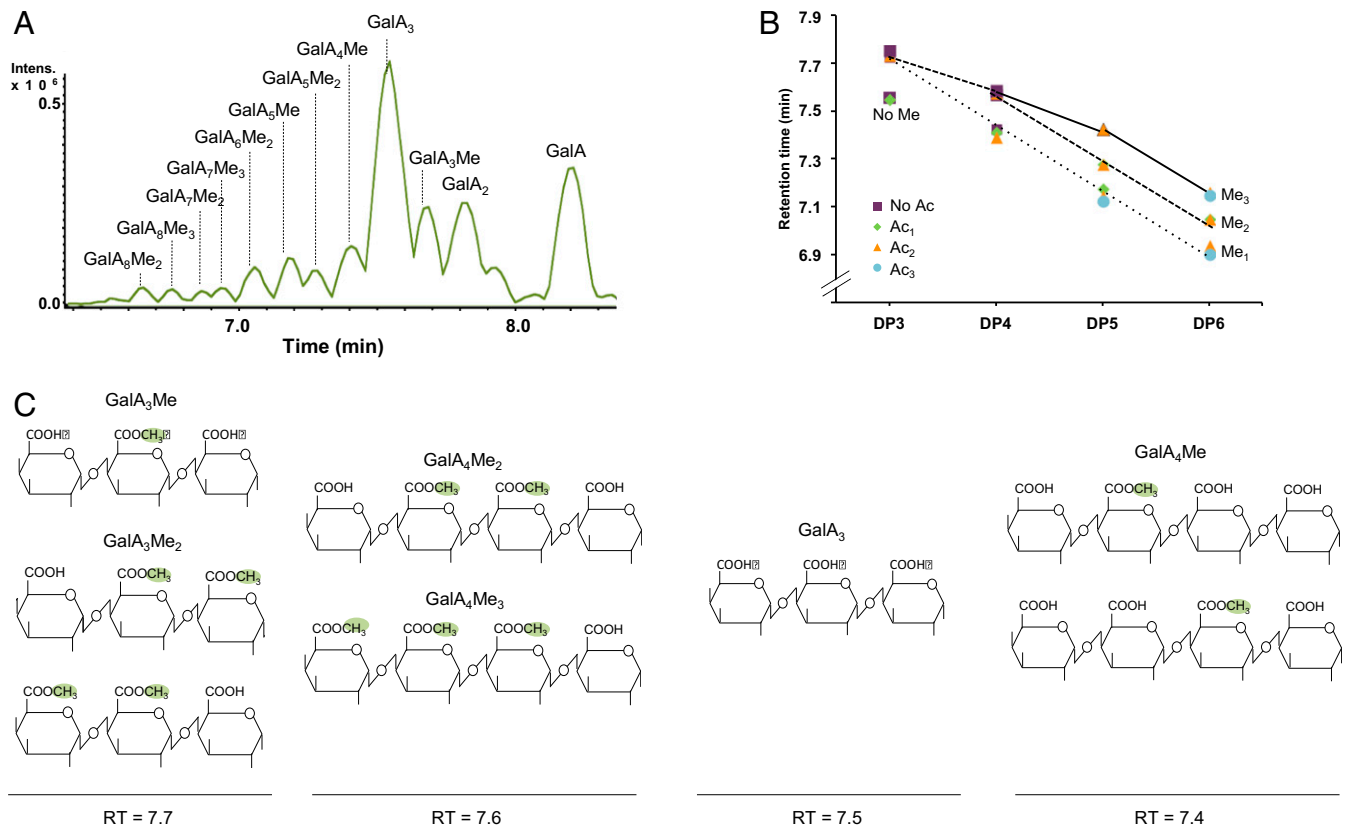 A
Intens.
x 10⁶
0.5
0.0
GalA₈Me₂
GalA₈Me₃
GalA₇Me₂
GalA₇Me₃
GalA₆Me₂
GalA₅Me
GalA₅Me₂
GalA₄Me
GalA₃
GalA₃Me
GalA₂
GalA
7.0
8.0
Time (min)
B
Retention time (min)
7.9
7.7
7.5
7.3
7.1
6.9
No Me
No Ac
Ac₁
Ac₂
Ac₃
Me₃
Me₂
Me₁
DP3
DP4
DP5
DP6
C
GalA₃Me
COOH COOCH₃ COOH
GalA₃Me₂
COOH COOCH₃ COOCH₃
COOCH₃ COOCH₃ COOH
RT = 7.7
GalA₄Me₂
COOH COOCH₃ COOCH₃ COOH
GalA₄Me₃
COOCH₃ COOCH₃ COOCH₃ COOH
RT = 7.6
GalA₃
COOH COOH COOH
RT = 7.5
GalA₄Me
COOH COOCH₃ COOH COOH
COOH COOH COOCH₃ COOH
RT = 7.4